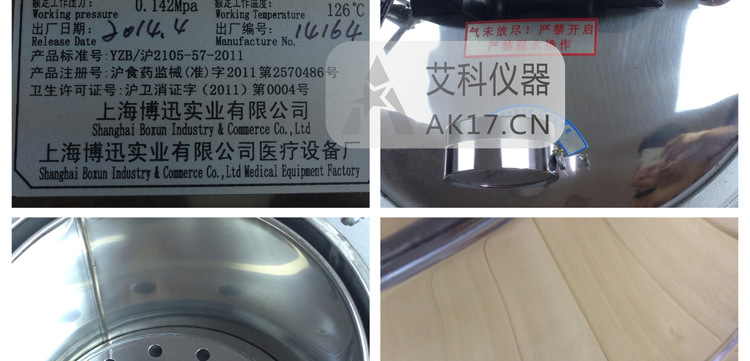 额定工作压力: 0.142Mpa 额定工作温度: 126℃
Working pressure Working Temperature
出厂日期: 2014.4 出厂编号: 14164
Release Date Manufacture No.
产品标准号:YZB/沪2105-57-2011
产品注册号:沪食药监械(准)字2011第2570486号
卫生许可证号:沪卫消证字(2011)第0004号
上海博迅实业有限公司
Shanghai Boxun Industry & Commerce Co.,Ltd
上海博迅实业有限公司医疗设备厂
Shanghai Boxun Industry & Commerce Co.,Ltd Medical Equipment Factory
气未放尽!严禁开启
严禁脱水操作
艾科仪器
AK17.CN